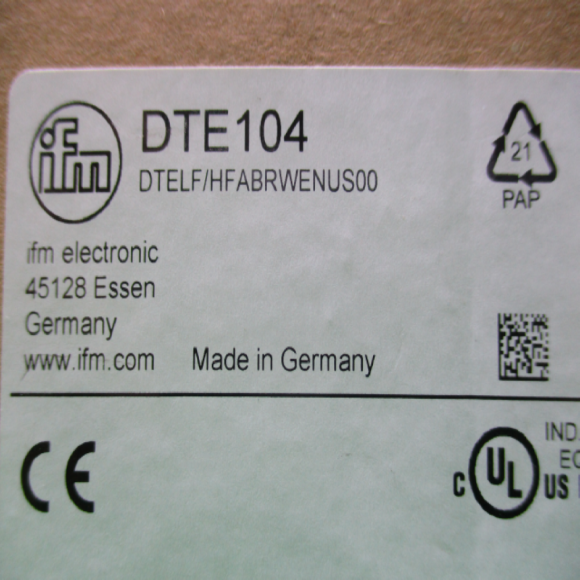 ifm
DTE104
DTELF/HFABRWENUS00
21
PAP
ifm electronic
45128 Essen
Germany
www.ifm.com
Made in Germany
CE
C UL US
IND.